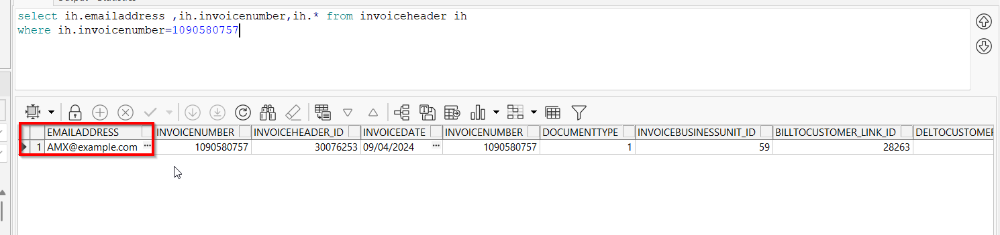 select ih.emailaddress ,ih.invoicenumber,ih.* from invoiceheader ih
where ih.invoicenumber=1090580757
EMAILADDRESS INVOICENUMBER INVOICEHEADER_ID INVOICEDATE INVOICENUMBER DOCUMENTTYPE INVOICEBUSINESSUNIT_ID BILLTOCUSTOMER_LINK_ID DELTOCUSTOMER
1 AMX@example.com 1090580757 30076253 09/04/2024 1090580757 1 59 28263